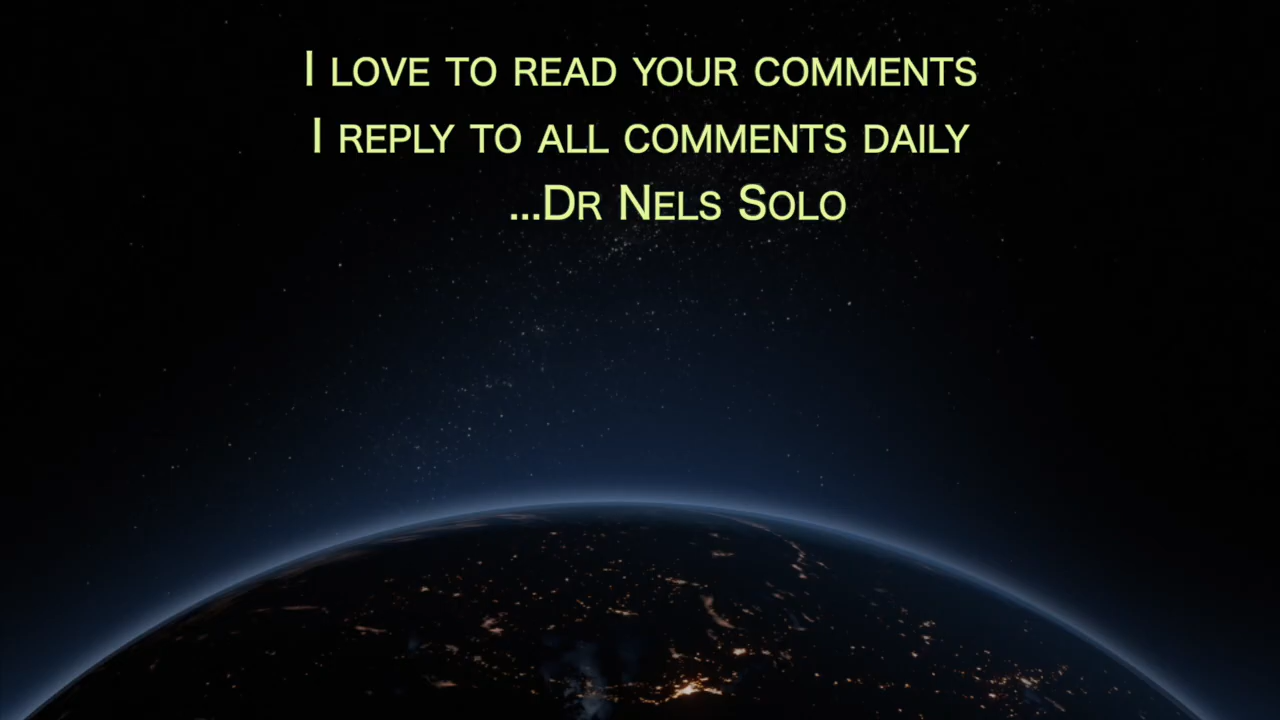 I LOVE TO READ YOUR COMMENTS
I REPLY TO ALL COMMENTS DAILY
...DR NELS SOLO